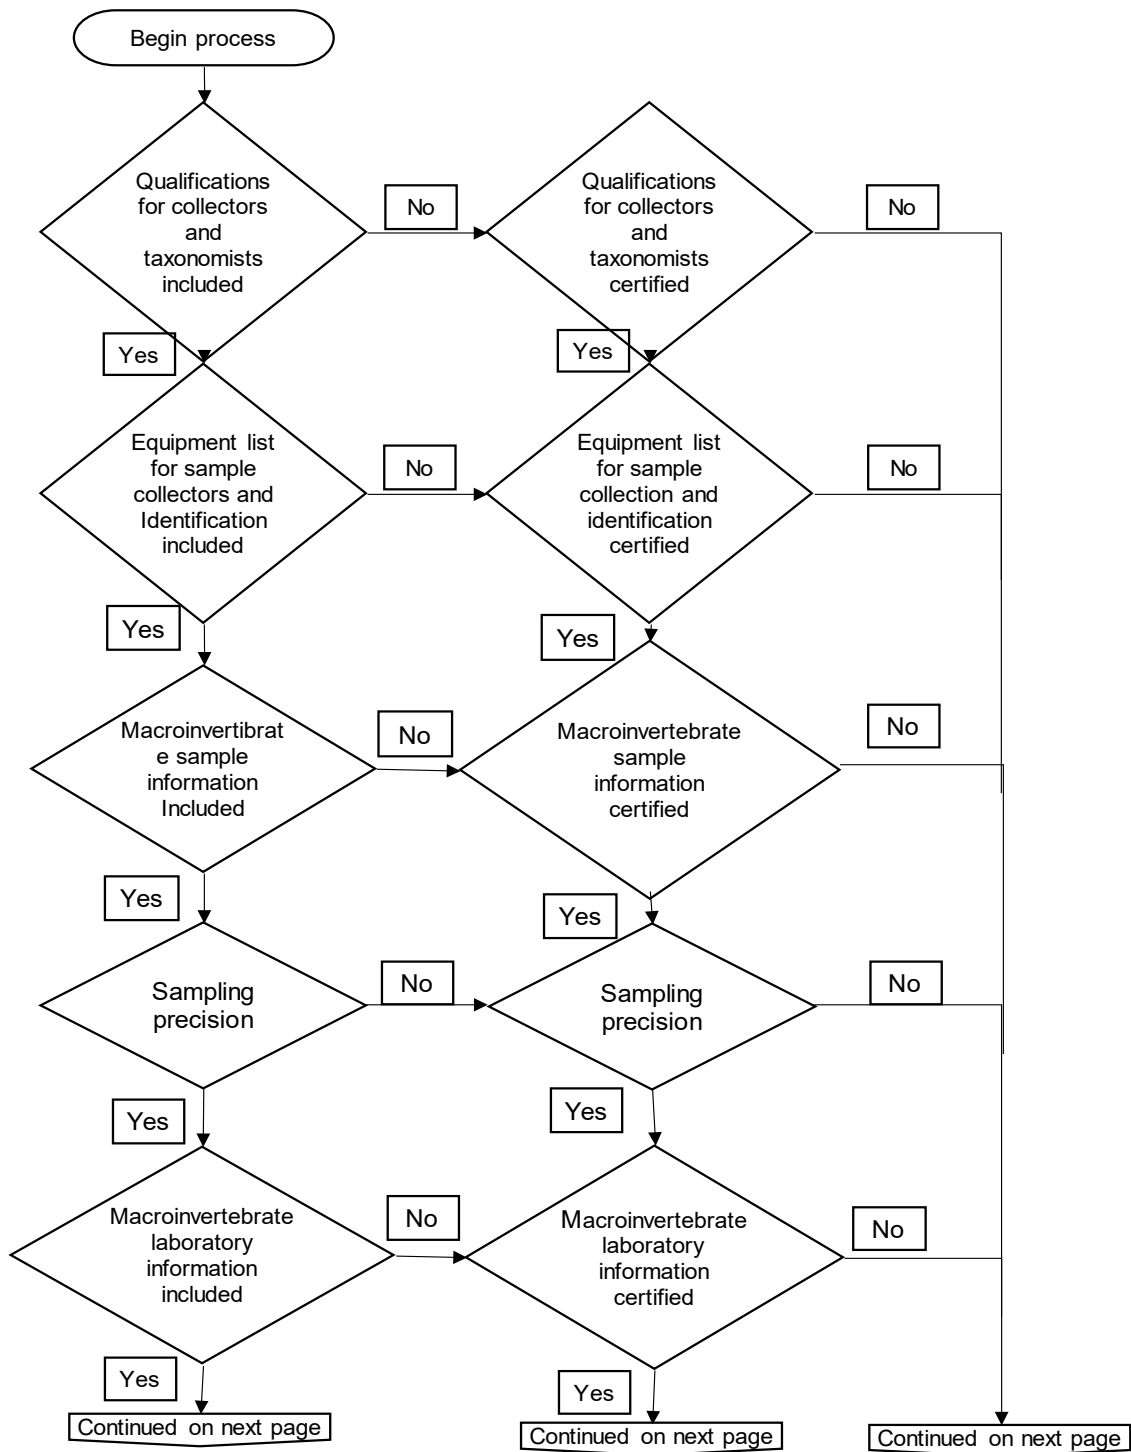 Begin process
Qualifications
for collectors
and
taxonomists
included
No
Qualifications
for collectors
and
taxonomists
certified
No
Yes
Yes
Equipment list
for sample
collectors and
Identification
included
No
Equipment list
for sample
collection and
identification
certified
No
Yes
Yes
Macroinvertibrat
e sample
information
Included
No
Macroinvertebrate
sample
information
certified
No
Yes
Yes
Sampling
precision
No
Sampling
precision
No
Yes
Yes
Macroinvertebrate
laboratory
information
included
No
Macroinvertebrate
laboratory
information
certified
No
Yes
Yes
Continued on next page
Continued on next page
Continued on next page